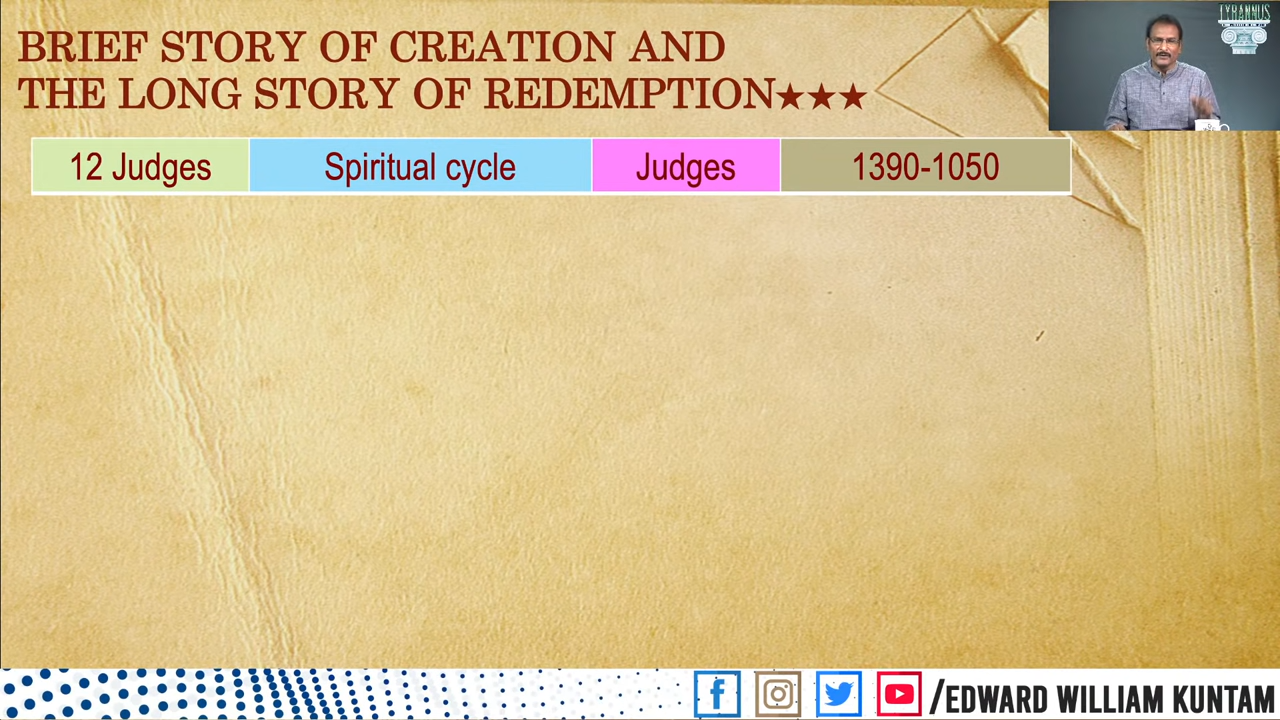 BRIEF STORY OF CREATION AND
THE LONG STORY OF REDEMPTION★★★
TYRANNUS
12 Judges Spiritual cycle Judges 1390-1050
/EDWARD WILLIAM KUNTAM